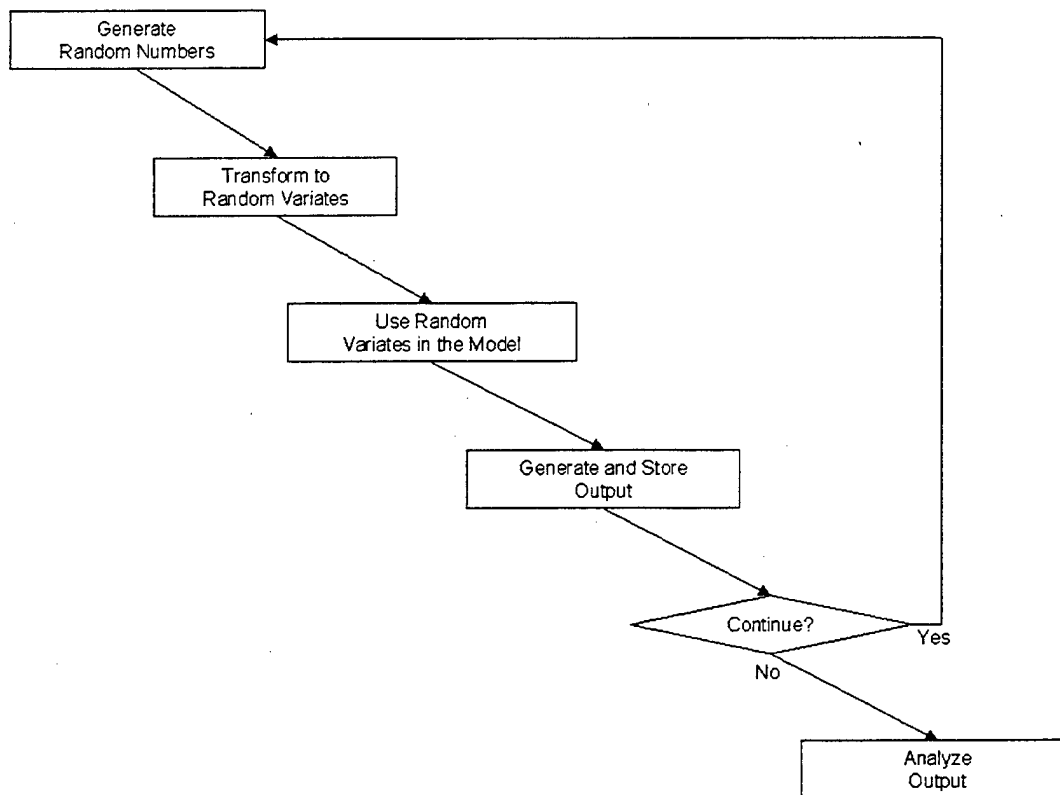 Generate
Random Numbers
Transform to
Random Variates
Use Random
Variates in the Model
Generate and Store
Output
Continue?
Yes
No
Analyze
Output